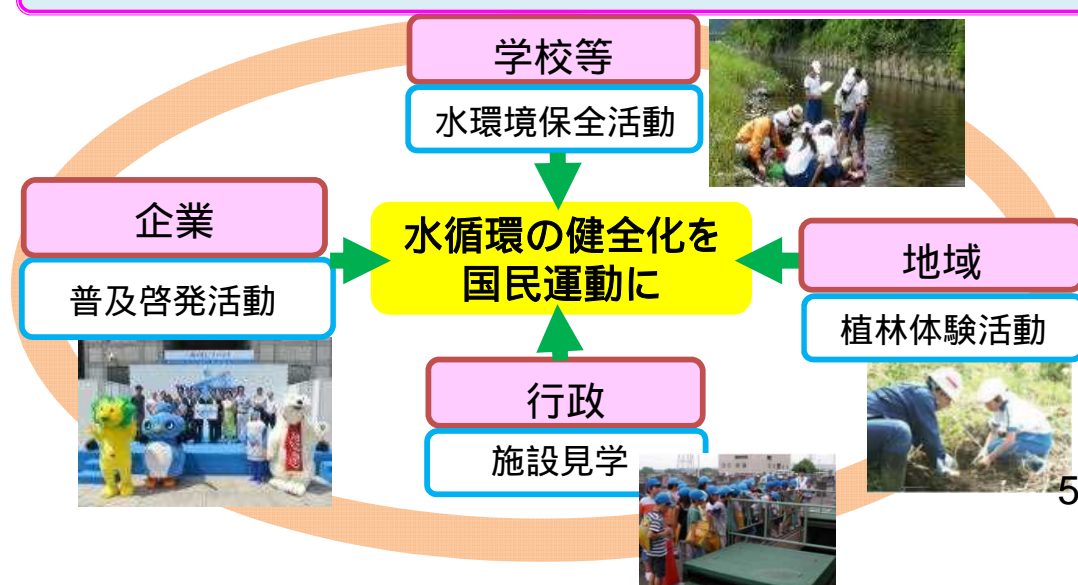 学校等
水環境保全活動
企業
普及啓発活動
水循環の健全化を
国民運動に
地域
植林体験活動
行政
施設見学
5